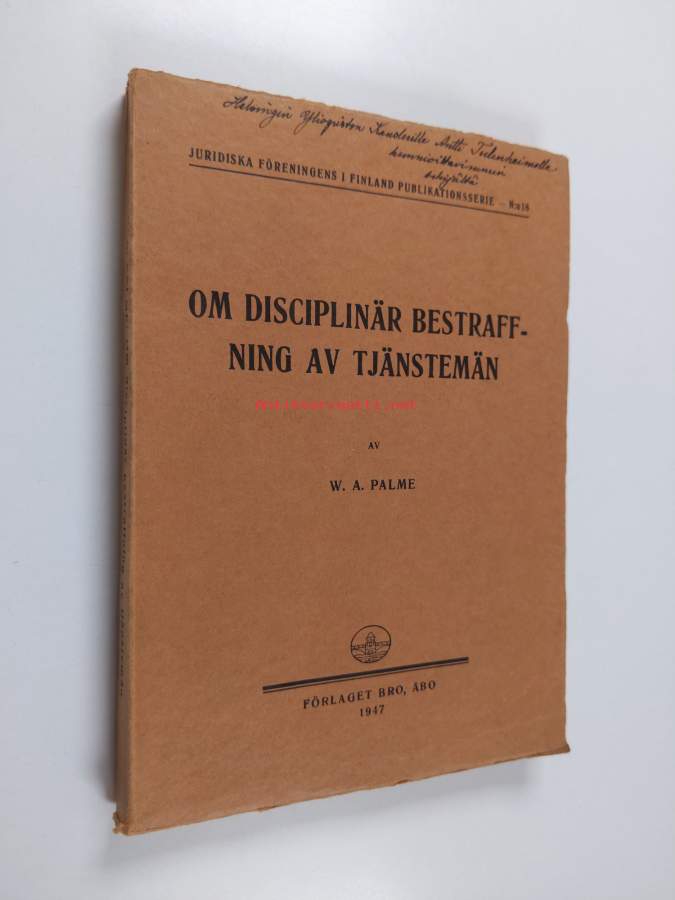 Helsingin Yliopiston Kanslerille Antti Tulenheimolle
kunnioittavimmin
tekijältä
JURIDISKA FÖRENINGENS I FINLAND PUBLIKATIONSSERIE — N:o 16
OM DISCIPLINÄR BESTRAFF-
NING AV TJÄNSTEMÄN
AV
W. A. PALME
FÖRLAGET BRO, ÅBO
1947